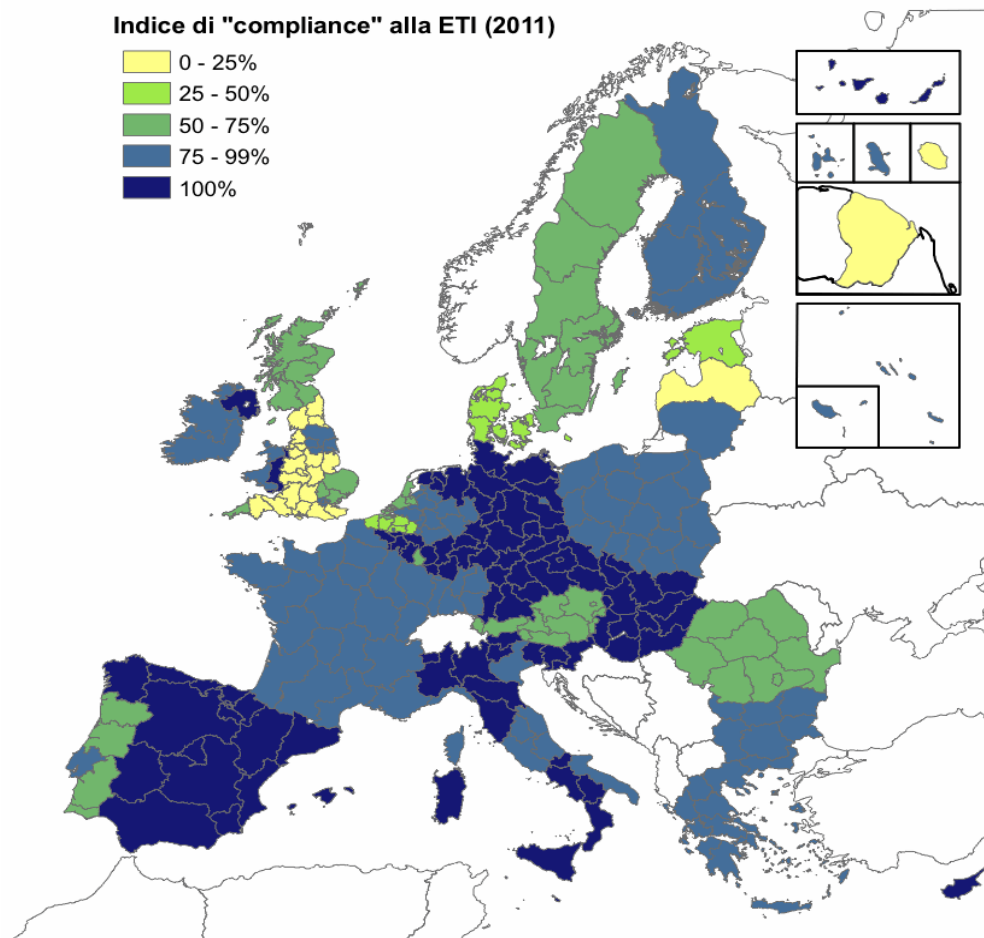 Indice di "compliance" alla ETI (2011)
0 - 25%
25 - 50%
50 - 75%
75 - 99%
100%